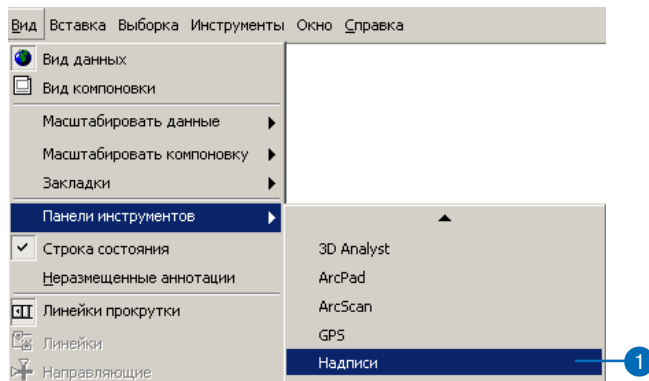 Вид Вставка Выборка Инструменты Окно Справка
Вид данных
Вид компоновки
Масштабировать данные
Масштабировать компоновку
Закладки
Панели инструментов
Строка состояния
Неразмещенные аннотации
Линейки прокрутки
Линейки
Направляющие
3D Analyst
ArcPad
ArcScan
GPS
Надписи
1